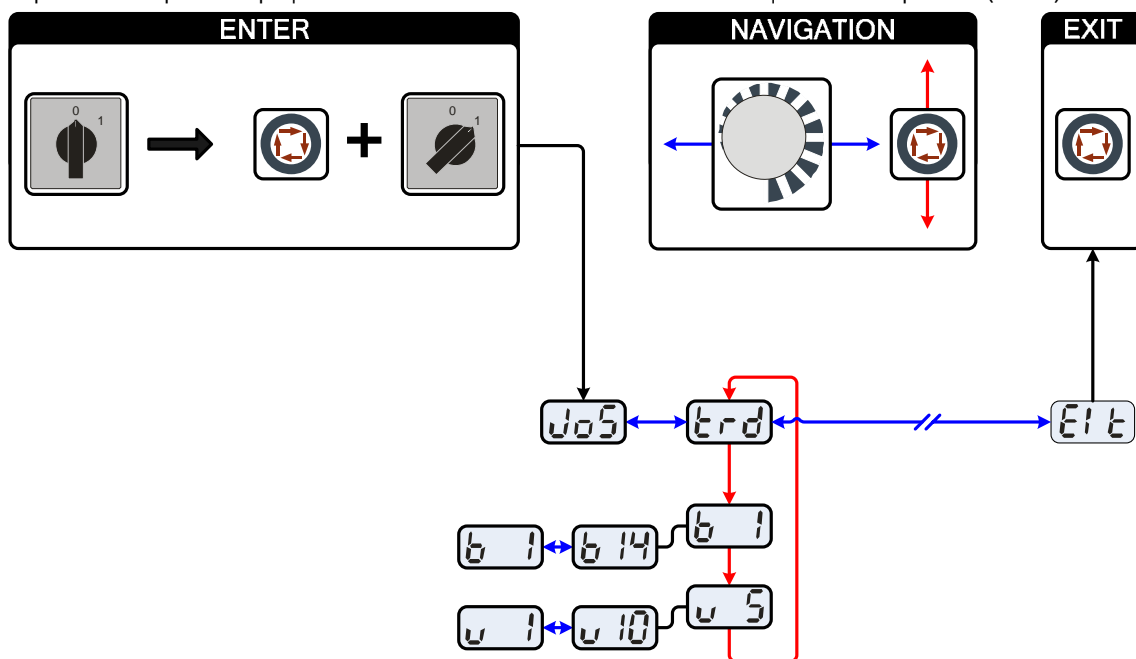 ENTER
NAVIGATION
EXIT
0
1
0
1
JoS
trd
EIt
b 1
b 1
b 14
v 5
v 1
v 10